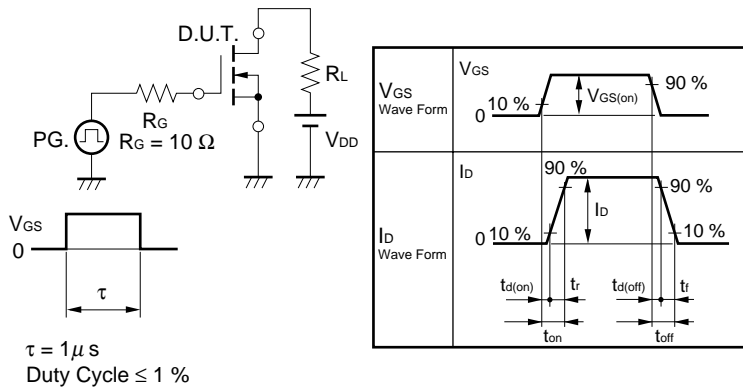 D.U.T.
RL
RG
RG = 10 Ω
PG.
VDD
VGS
0
τ
τ = 1μ s
Duty Cycle ≤ 1 %
VGS
Wave Form
VGS
10 %
0
VGS(on)
90 %
ID
Wave Form
ID
90 %
90 %
0 10 %
ID
10 %
td(on)
tr
td(off)
tf
ton
toff